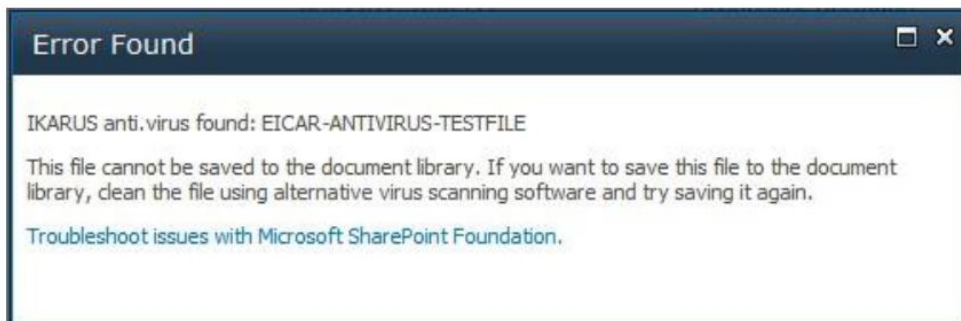 Error Found
IKARUS anti.virus found: EICAR-ANTIVIRUS-TESTFILE
This file cannot be saved to the document library. If you want to save this file to the document
library, clean the file using alternative virus scanning software and try saving it again.
Troubleshoot issues with Microsoft SharePoint Foundation.